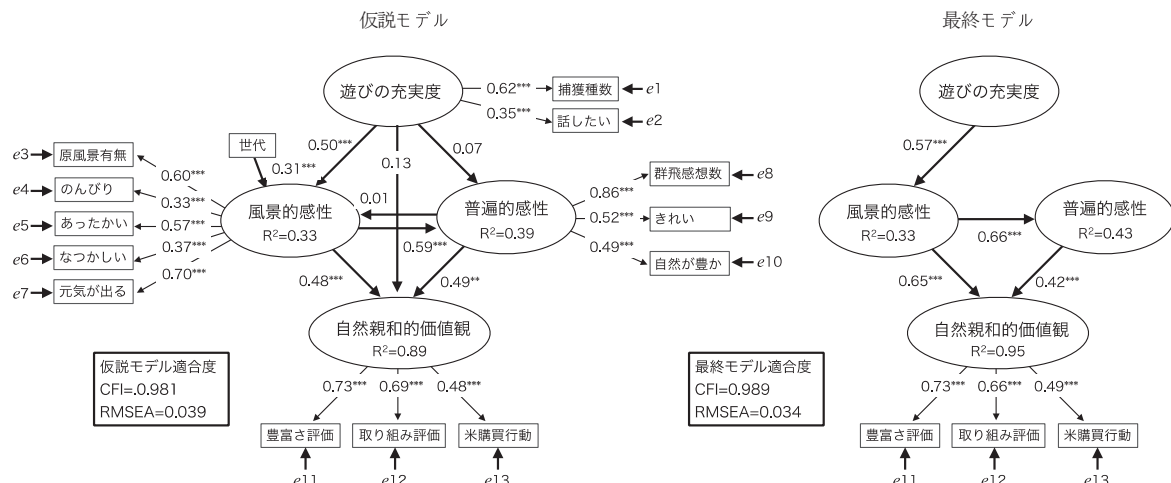 仮説モデル
遊びの充実度
0.62***
捕獲種数
e1
0.35***
話したい
e2
世代
0.31***
0.50***
0.13
0.07
e3
原風景有無
0.60***
e4
のんびり
0.33***
e5
あったかい
0.57***
e6
なつかしい
0.37***
e7
元気が出る
0.70***
風景的感性
R²=0.33
0.01
0.59***
普遍的感性
R²=0.39
0.86***
群飛感想数
e8
0.52***
きれい
e9
0.49***
自然が豊か
e10
0.48***
0.49**
自然親和的価値観
R²=0.89
仮説モデル適合度
CFI=.0981
RMSEA=0.039
0.73***
0.69***
0.48***
豊富さ評価
取り組み評価
米購買行動
e11
e12
e13
最終モデル
遊びの充実度
0.57***
風景的感性
R²=0.33
0.66***
普遍的感性
R²=0.43
0.65***
0.42***
自然親和的価値観
R²=0.95
最終モデル適合度
CFI=0.989
RMSEA=0.034
0.73***
0.66***
0.49***
豊富さ評価
取り組み評価
米購買行動
e11
e12
e13